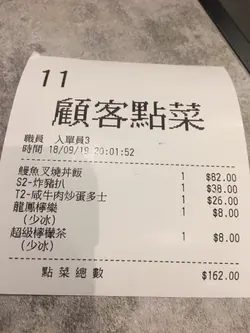 11
顧客點菜
職員 入單員3
時間 18/09/19 20:01:52
鰻魚叉燒丼飯 1 $82.00
S2-炸豬扒 1 $38.00
T2-咸牛肉炒蛋多士 1 $26.00
龍鳳檸樂 1 $8.00
(少冰)
超級檸檬茶 1 $8.00
(少冰)
點菜總數 $162.00